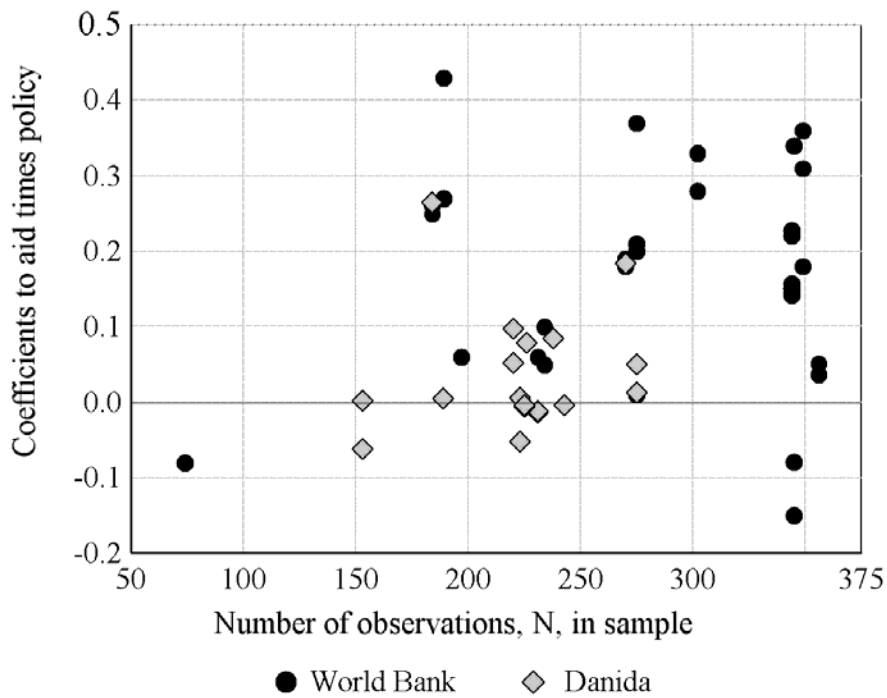 Coefficients to aid times policy
0.5
0.4
0.3
0.2
0.1
0.0
-0.1
-0.2
50 100 150 200 250 300 375
Number of observations, N, in sample
World Bank Danida